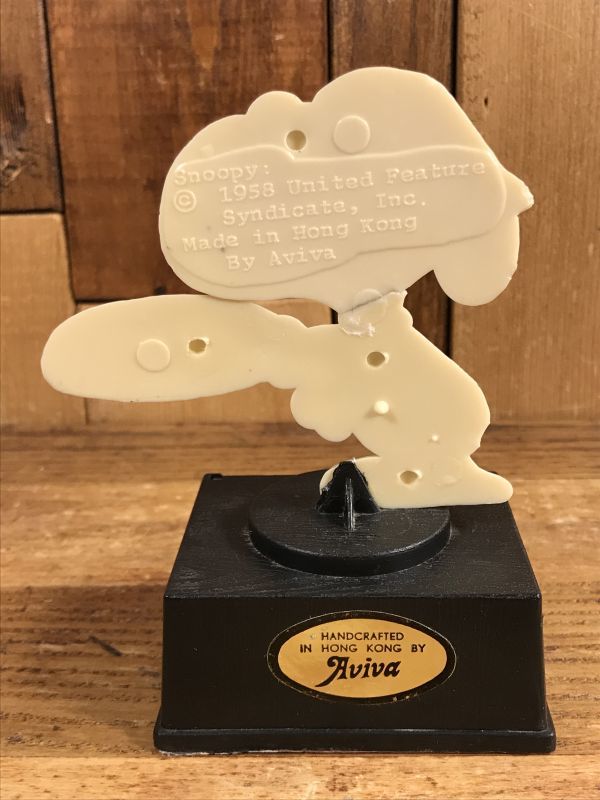 Snoopy:
© 1958 United Feature
Syndicate, Inc.
Made in Hong Kong
By Aviva
HANDCRAFTED
IN HONG KONG BY
Aviva